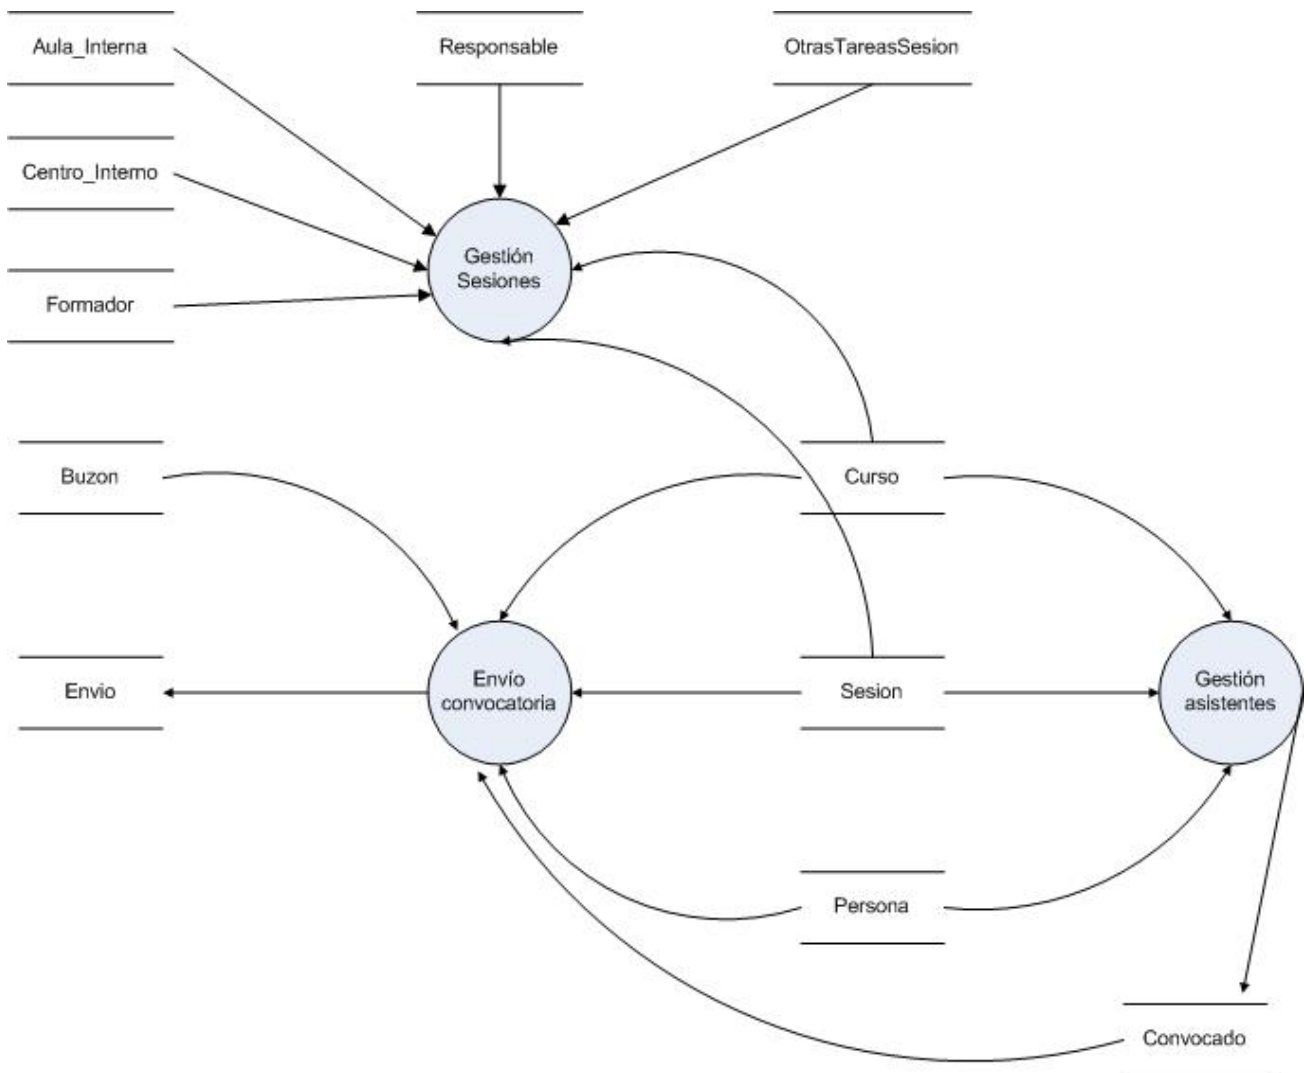 Aula_Interna
Responsable
OtrasTareasSesion
Centro_Interno
Gestión
Sesiones
Formador
Buzon
Curso
Envio
Envío
convocatoria
Sesion
Gestión
asistentes
Persona
Convocado